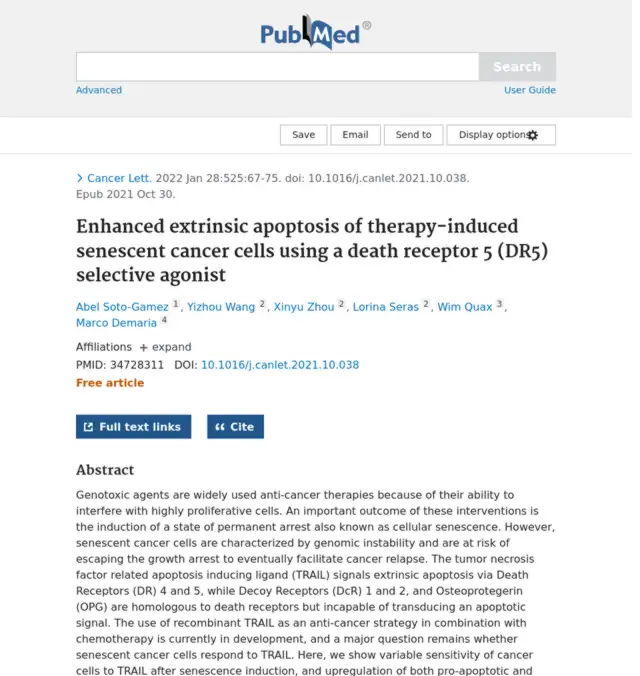 PubMed®
Search
Advanced
User Guide
Save
Email
Send to
Display options
Cancer Lett. 2022 Jan 28:525:67-75. doi: 10.1016/j.canlet.2021.10.038.
Epub 2021 Oct 30.
Enhanced extrinsic apoptosis of therapy-induced
senescent cancer cells using a death receptor 5 (DR5)
selective agonist
Abel Soto-Gamez 1, Yizhou Wang 2, Xinyu Zhou 2, Lorina Seras 2, Wim Quax 3,
Marco Demaria 4
Affiliations + expand
PMID: 34728311 DOI: 10.1016/j.canlet.2021.10.038
Free article
Full text links
Cite
Abstract
Genotoxic agents are widely used anti-cancer therapies because of their ability to
interfere with highly proliferative cells. An important outcome of these interventions is
the induction of a state of permanent arrest also known as cellular senescence. However,
senescent cancer cells are characterized by genomic instability and are at risk of
escaping the growth arrest to eventually facilitate cancer relapse. The tumor necrosis
factor related apoptosis inducing ligand (TRAIL) signals extrinsic apoptosis via Death
Receptors (DR) 4 and 5, while Decoy Receptors (DcR) 1 and 2, and Osteoprotegerin
(OPG) are homologous to death receptors but incapable of transducing an apoptotic
signal. The use of recombinant TRAIL as an anti-cancer strategy in combination with
chemotherapy is currently in development, and a major question remains whether
senescent cancer cells respond to TRAIL. Here, we show variable sensitivity of cancer
cells to TRAIL after senescence induction, and upregulation of both pro-apoptotic and